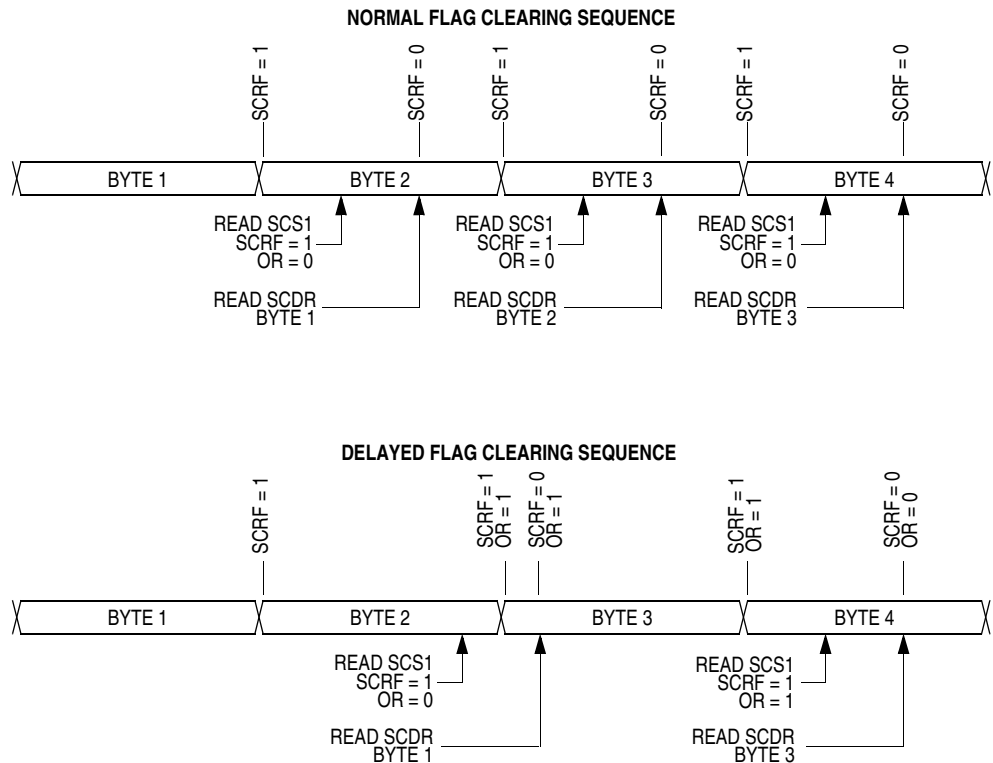 NORMAL FLAG CLEARING SEQUENCE
SCRF = 1
SCRF = 0
SCRF = 1
SCRF = 0
SCRF = 1
SCRF = 0
BYTE 1
BYTE 2
BYTE 3
BYTE 4
READ SCS1
SCRF = 1
OR = 0
READ SCS1
SCRF = 1
OR = 0
READ SCS1
SCRF = 1
OR = 0
READ SCDR
BYTE 1
READ SCDR
BYTE 2
READ SCDR
BYTE 3
DELAYED FLAG CLEARING SEQUENCE
SCRF = 1
SCRF = 1
OR = 1
SCRF = 0
OR = 1
SCRF = 1
OR = 1
SCRF = 0
OR = 0
BYTE 1
BYTE 2
BYTE 3
BYTE 4
READ SCS1
SCRF = 1
OR = 0
READ SCS1
SCRF = 1
OR = 1
READ SCDR
BYTE 1
READ SCDR
BYTE 3